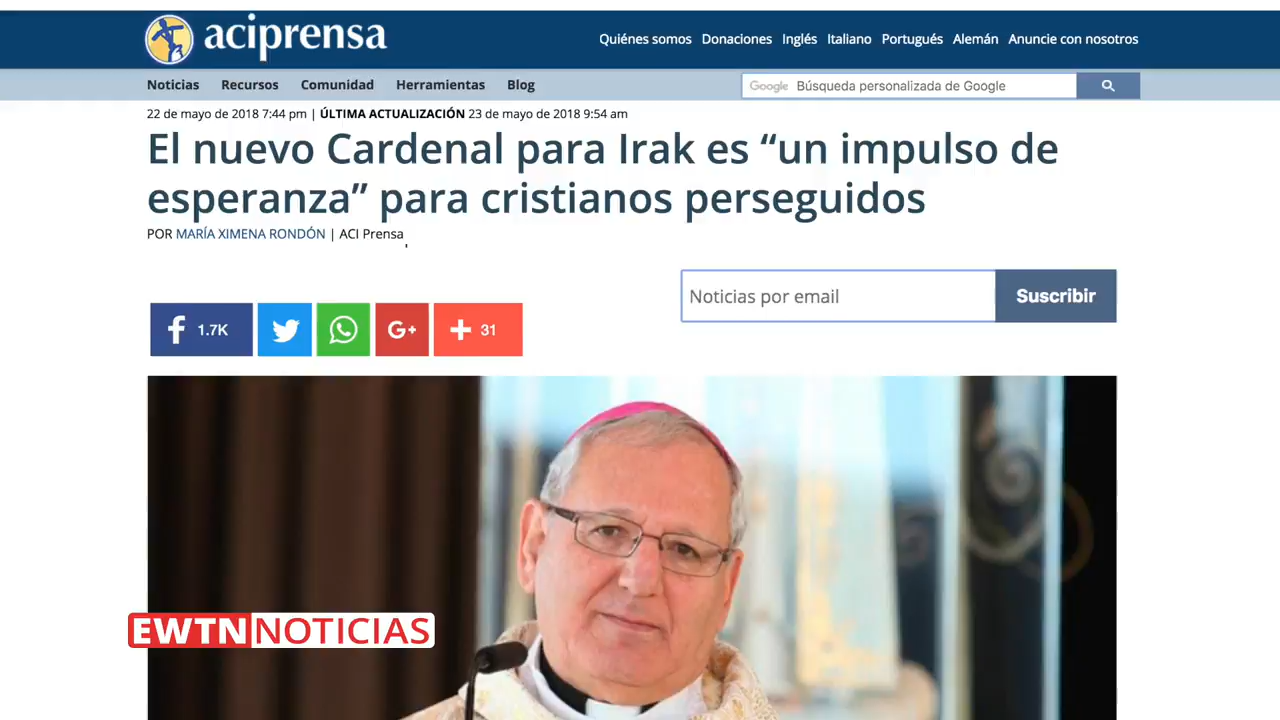 aciprensa
Quiénes somos Donaciones Inglés Italiano Portugués Alemán Anuncie con nosotros
Noticias Recursos Comunidad Herramientas Blog Google Búsqueda personalizada de Google
22 de mayo de 2018 7:44 pm | ÚLTIMA ACTUALIZACIÓN 23 de mayo de 2018 9:54 am
El nuevo Cardenal para Irak es “un impulso de
esperanza” para cristianos perseguidos
POR MARÍA XIMENA RONDÓN | ACI Prensa
Noticias por email Suscribir
1.7K G+ 31
EWTN NOTICIAS